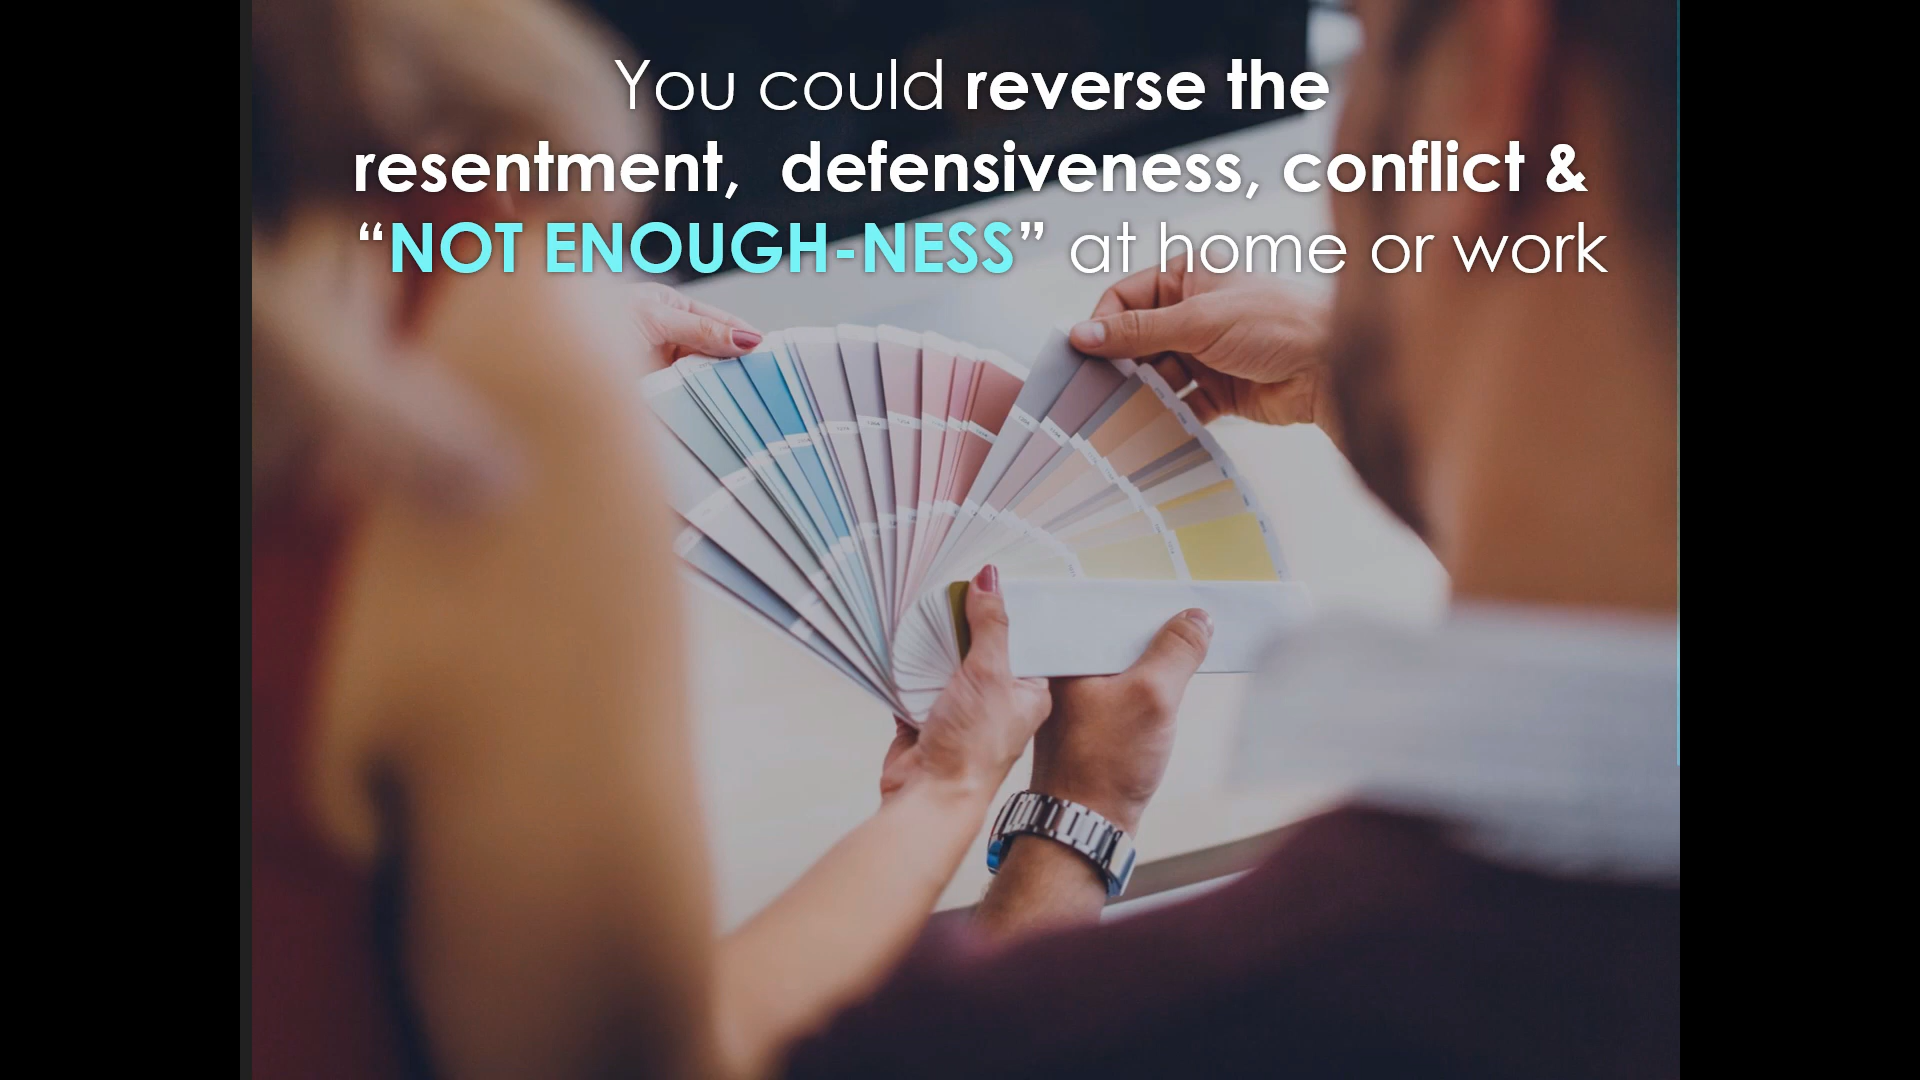 You could reverse the
resentment,  defensiveness, conflict &
“NOT ENOUGH-NESS” at home or work